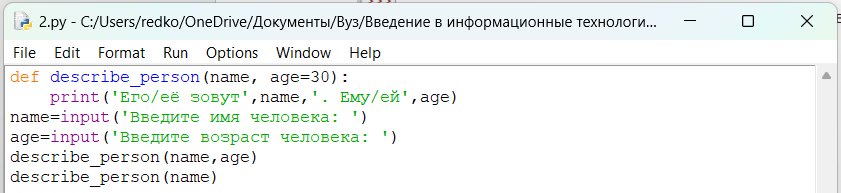 2.py - C:/Users/redko/OneDrive/Документы/Вуз/Введение в информационные технологи...
File Edit Format Run Options Window Help
def describe_person(name, age=30):
    print('Его/её зовут',name,'. Ему/ей',age)
name=input('Введите имя человека: ')
age=input('Введите возраст человека: ')
describe_person(name,age)
describe_person(name)